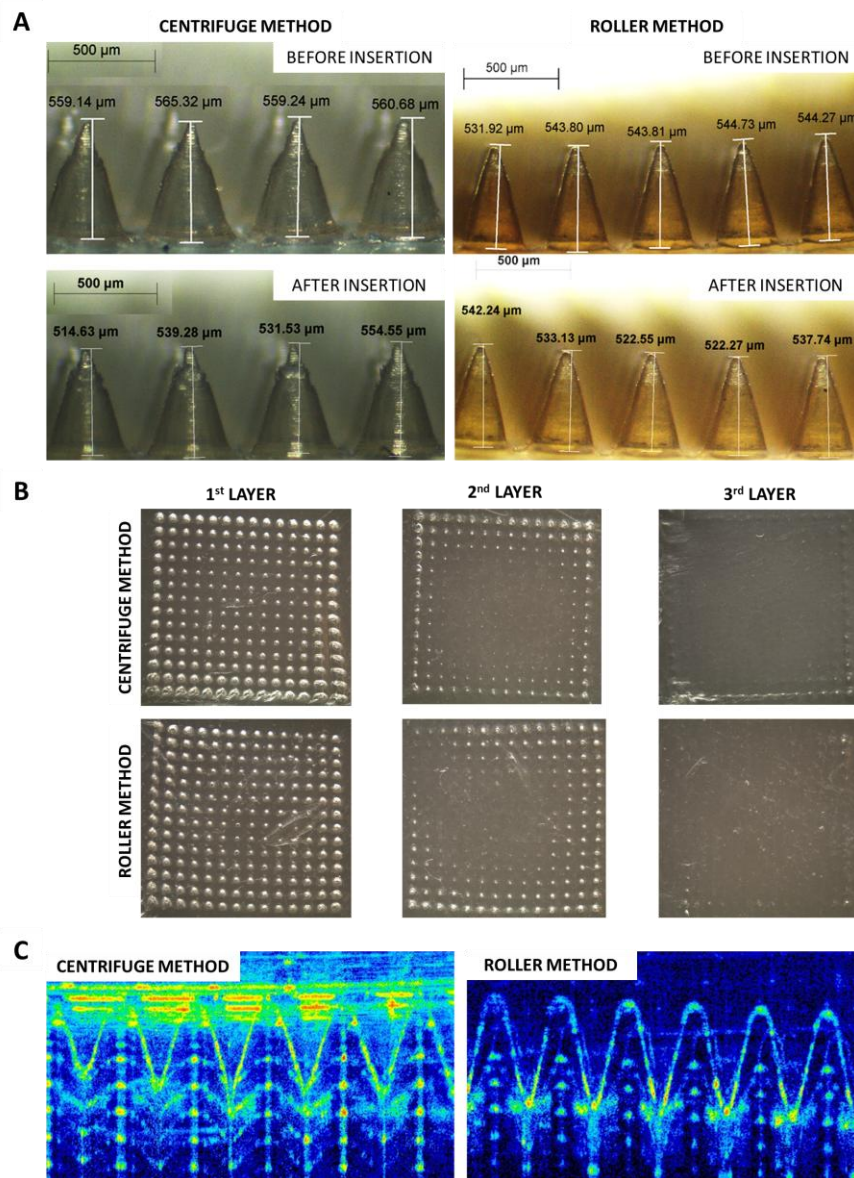 A
CENTRIFUGE METHOD
ROLLER METHOD
500 µm
BEFORE INSERTION
559.14 µm 565.32 µm 559.24 µm 560.68 µm
500 µm
BEFORE INSERTION
531.92 µm 543.80 µm 543.81 µm 544.73 µm 544.27 µm
500 µm
AFTER INSERTION
514.63 µm 539.28 µm 531.53 µm 554.55 µm
500 µm
AFTER INSERTION
542.24 µm
533.13 µm 522.55 µm 522.27 µm 537.74 µm
B
1st LAYER 2nd LAYER 3rd LAYER
CENTRIFUGE METHOD
ROLLER METHOD
C
CENTRIFUGE METHOD
ROLLER METHOD